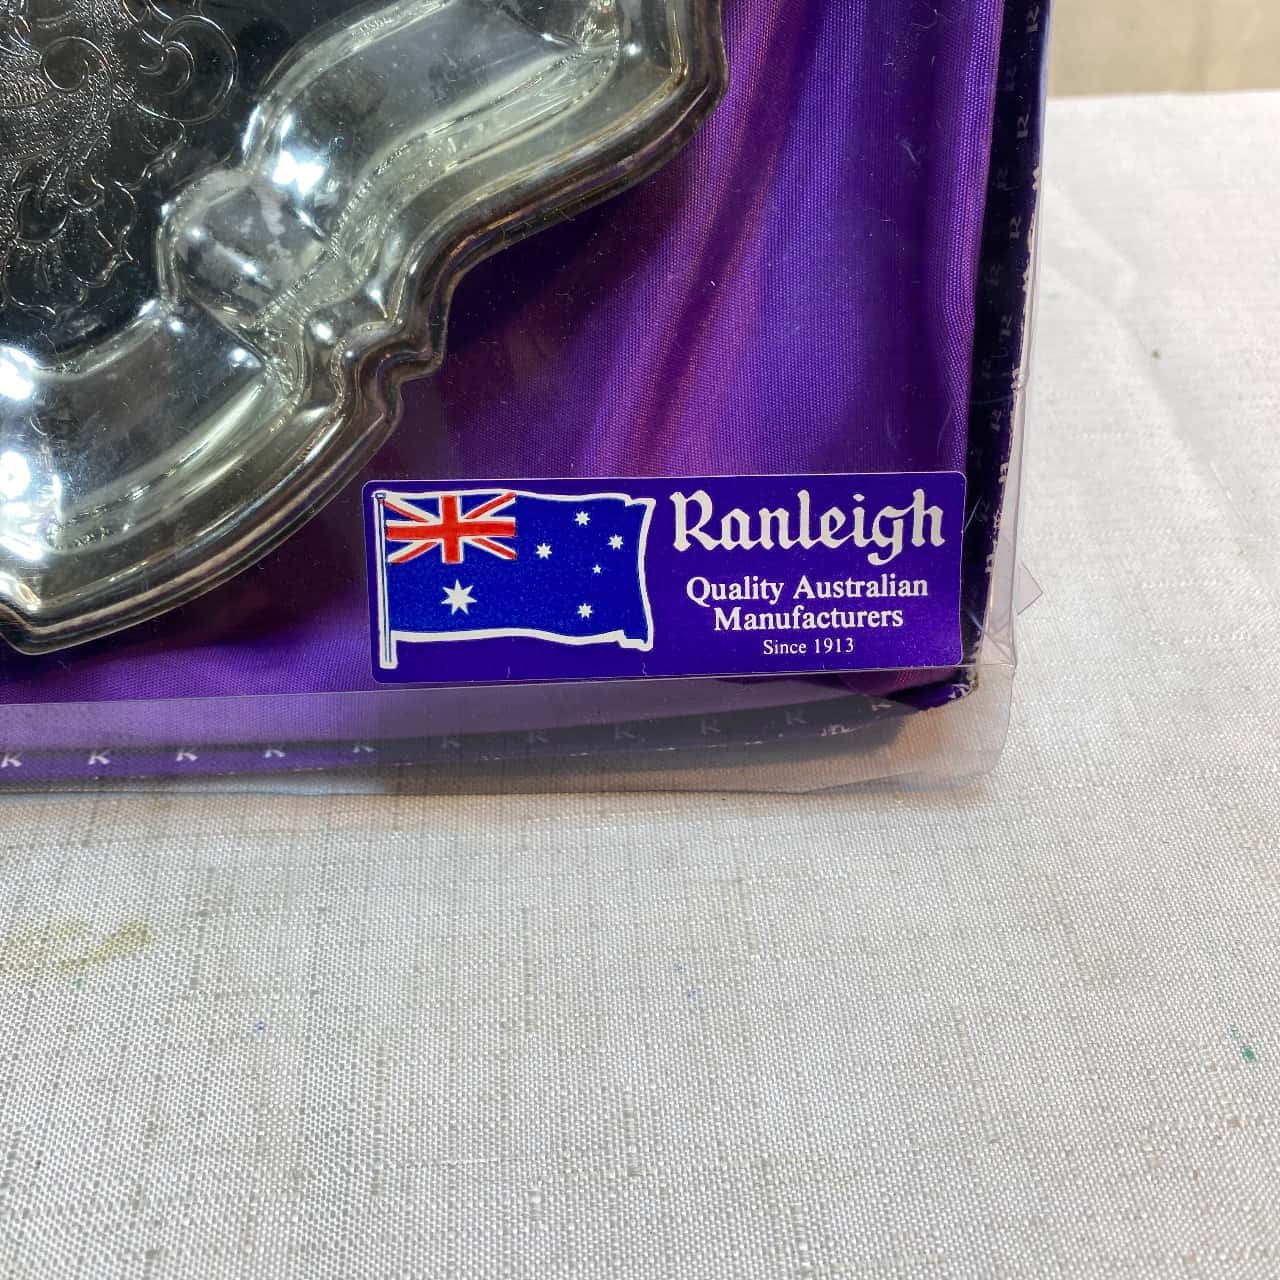 Ranleigh
Quality Australian
Manufacturers
Since 1913
R R R R R R R R R R R